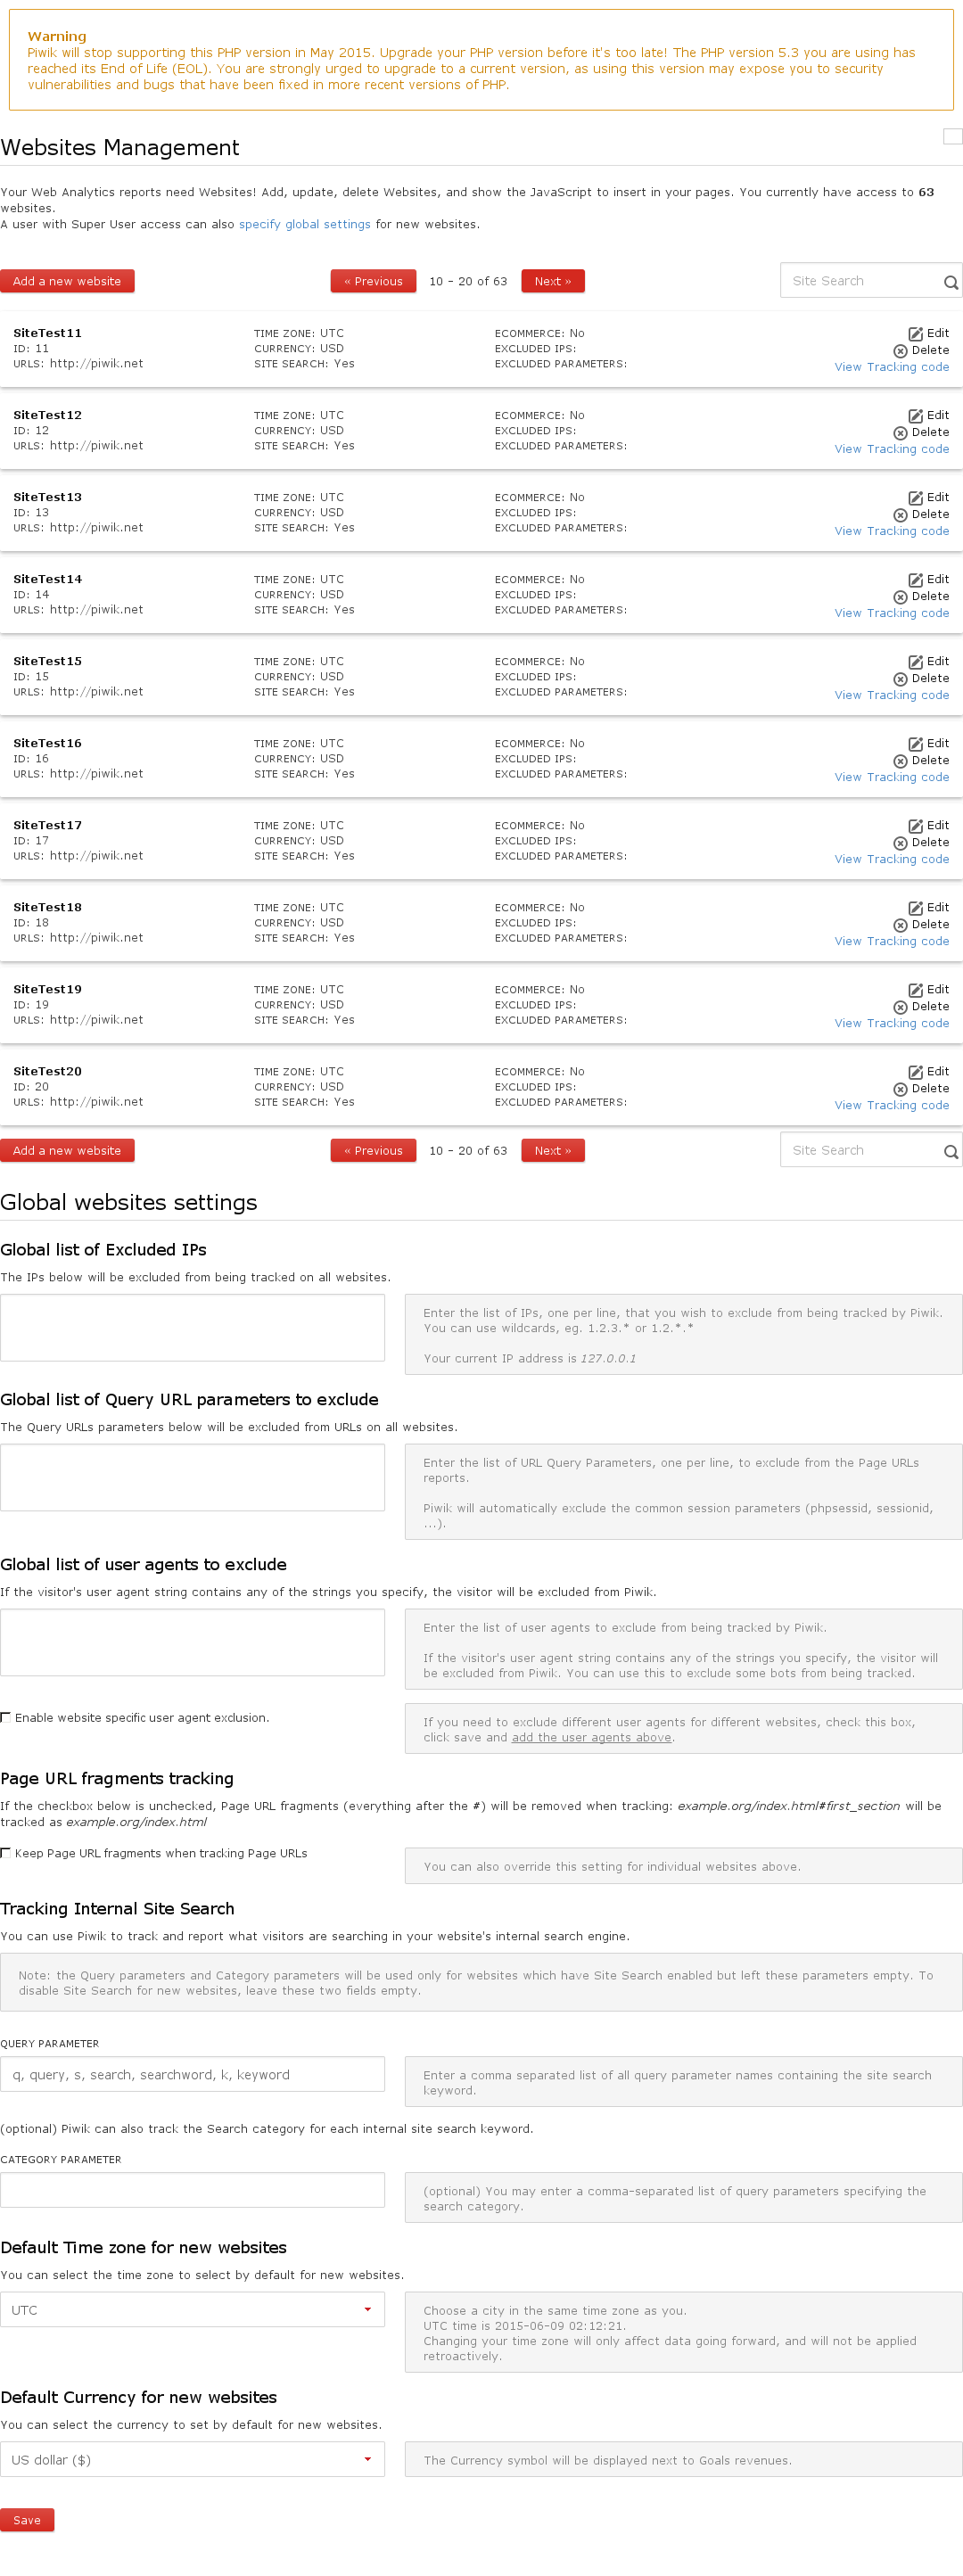 Warning
Piwik will stop supporting this PHP version in May 2015. Upgrade your PHP version before it's too late! The PHP version 5.3 you are using has
reached its End of Life (EOL). You are strongly urged to upgrade to a current version, as using this version may expose you to security
vulnerabilities and bugs that have been fixed in more recent versions of PHP.
Websites Management
Your Web Analytics reports need Websites! Add, update, delete Websites, and show the JavaScript to insert in your pages. You currently have access to 63
websites.
A user with Super User access can also specify global settings for new websites.
Add a new website « Previous 10 - 20 of 63 Next » Site Search
SiteTest11 TIME ZONE: UTC ECOMMERCE: No Edit
ID: 11 CURRENCY: USD EXCLUDED IPS: Delete
URLS: http://piwik.net SITE SEARCH: Yes EXCLUDED PARAMETERS: View Tracking code
SiteTest12 TIME ZONE: UTC ECOMMERCE: No Edit
ID: 12 CURRENCY: USD EXCLUDED IPS: Delete
URLS: http://piwik.net SITE SEARCH: Yes EXCLUDED PARAMETERS: View Tracking code
SiteTest13 TIME ZONE: UTC ECOMMERCE: No Edit
ID: 13 CURRENCY: USD EXCLUDED IPS: Delete
URLS: http://piwik.net SITE SEARCH: Yes EXCLUDED PARAMETERS: View Tracking code
SiteTest14 TIME ZONE: UTC ECOMMERCE: No Edit
ID: 14 CURRENCY: USD EXCLUDED IPS: Delete
URLS: http://piwik.net SITE SEARCH: Yes EXCLUDED PARAMETERS: View Tracking code
SiteTest15 TIME ZONE: UTC ECOMMERCE: No Edit
ID: 15 CURRENCY: USD EXCLUDED IPS: Delete
URLS: http://piwik.net SITE SEARCH: Yes EXCLUDED PARAMETERS: View Tracking code
SiteTest16 TIME ZONE: UTC ECOMMERCE: No Edit
ID: 16 CURRENCY: USD EXCLUDED IPS: Delete
URLS: http://piwik.net SITE SEARCH: Yes EXCLUDED PARAMETERS: View Tracking code
SiteTest17 TIME ZONE: UTC ECOMMERCE: No Edit
ID: 17 CURRENCY: USD EXCLUDED IPS: Delete
URLS: http://piwik.net SITE SEARCH: Yes EXCLUDED PARAMETERS: View Tracking code
SiteTest18 TIME ZONE: UTC ECOMMERCE: No Edit
ID: 18 CURRENCY: USD EXCLUDED IPS: Delete
URLS: http://piwik.net SITE SEARCH: Yes EXCLUDED PARAMETERS: View Tracking code
SiteTest19 TIME ZONE: UTC ECOMMERCE: No Edit
ID: 19 CURRENCY: USD EXCLUDED IPS: Delete
URLS: http://piwik.net SITE SEARCH: Yes EXCLUDED PARAMETERS: View Tracking code
SiteTest20 TIME ZONE: UTC ECOMMERCE: No Edit
ID: 20 CURRENCY: USD EXCLUDED IPS: Delete
URLS: http://piwik.net SITE SEARCH: Yes EXCLUDED PARAMETERS: View Tracking code
Add a new website « Previous 10 - 20 of 63 Next » Site Search
Global websites settings
Global list of Excluded IPs
The IPs below will be excluded from being tracked on all websites.
Enter the list of IPs, one per line, that you wish to exclude from being tracked by Piwik.
You can use wildcards, eg. 1.2.3.* or 1.2.*.*
Your current IP address is 127.0.0.1
Global list of Query URL parameters to exclude
The Query URLs parameters below will be excluded from URLs on all websites.
Enter the list of URL Query Parameters, one per line, to exclude from the Page URLs
reports.
Piwik will automatically exclude the common session parameters (phpsessid, sessionid,
...).
Global list of user agents to exclude
If the visitor's user agent string contains any of the strings you specify, the visitor will be excluded from Piwik.
Enter the list of user agents to exclude from being tracked by Piwik.
If the visitor's user agent string contains any of the strings you specify, the visitor will
be excluded from Piwik. You can use this to exclude some bots from being tracked.
Enable website specific user agent exclusion.
If you need to exclude different user agents for different websites, check this box,
click save and add the user agents above.
Page URL fragments tracking
If the checkbox below is unchecked, Page URL fragments (everything after the #) will be removed when tracking: example.org/index.html#first_section will be
tracked as example.org/index.html
Keep Page URL fragments when tracking Page URLs
You can also override this setting for individual websites above.
Tracking Internal Site Search
You can use Piwik to track and report what visitors are searching in your website's internal search engine.
Note: the Query parameters and Category parameters will be used only for websites which have Site Search enabled but left these parameters empty. To
disable Site Search for new websites, leave these two fields empty.
QUERY PARAMETER
q, query, s, search, searchword, k, keyword
Enter a comma separated list of all query parameter names containing the site search
keyword.
(optional) Piwik can also track the Search category for each internal site search keyword.
CATEGORY PARAMETER
(optional) You may enter a comma-separated list of query parameters specifying the
search category.
Default Time zone for new websites
You can select the time zone to select by default for new websites.
UTC
Choose a city in the same time zone as you.
UTC time is 2015-06-09 02:12:21.
Changing your time zone will only affect data going forward, and will not be applied
retroactively.
Default Currency for new websites
You can select the currency to set by default for new websites.
US dollar ($)
The Currency symbol will be displayed next to Goals revenues.
Save